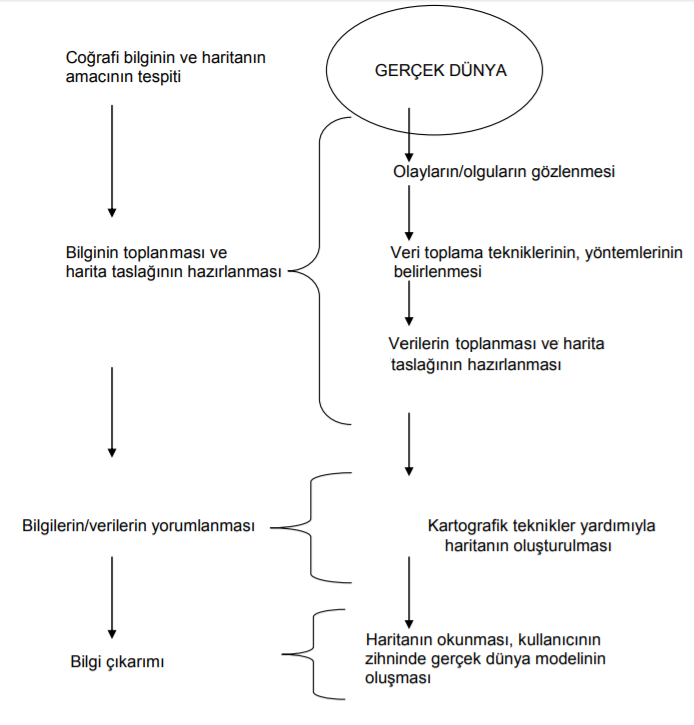 Coğrafi bilginin ve haritanın
amacının tespiti
GERÇEK DÜNYA
Olayların/olguların gözlenmesi
Bilginin toplanması ve
harita taslağının hazırlanması
Veri toplama tekniklerinin, yöntemlerinin
belirlenmesi
Verilerin toplanması ve harita
taslağının hazırlanması
Bilgilerin/verilerin yorumlanması
Kartografik teknikler yardımıyla
haritanın oluşturulması
Bilgi çıkarımı
Haritanın okunması, kullanıcının
zihninde gerçek dünya modelinin
oluşması